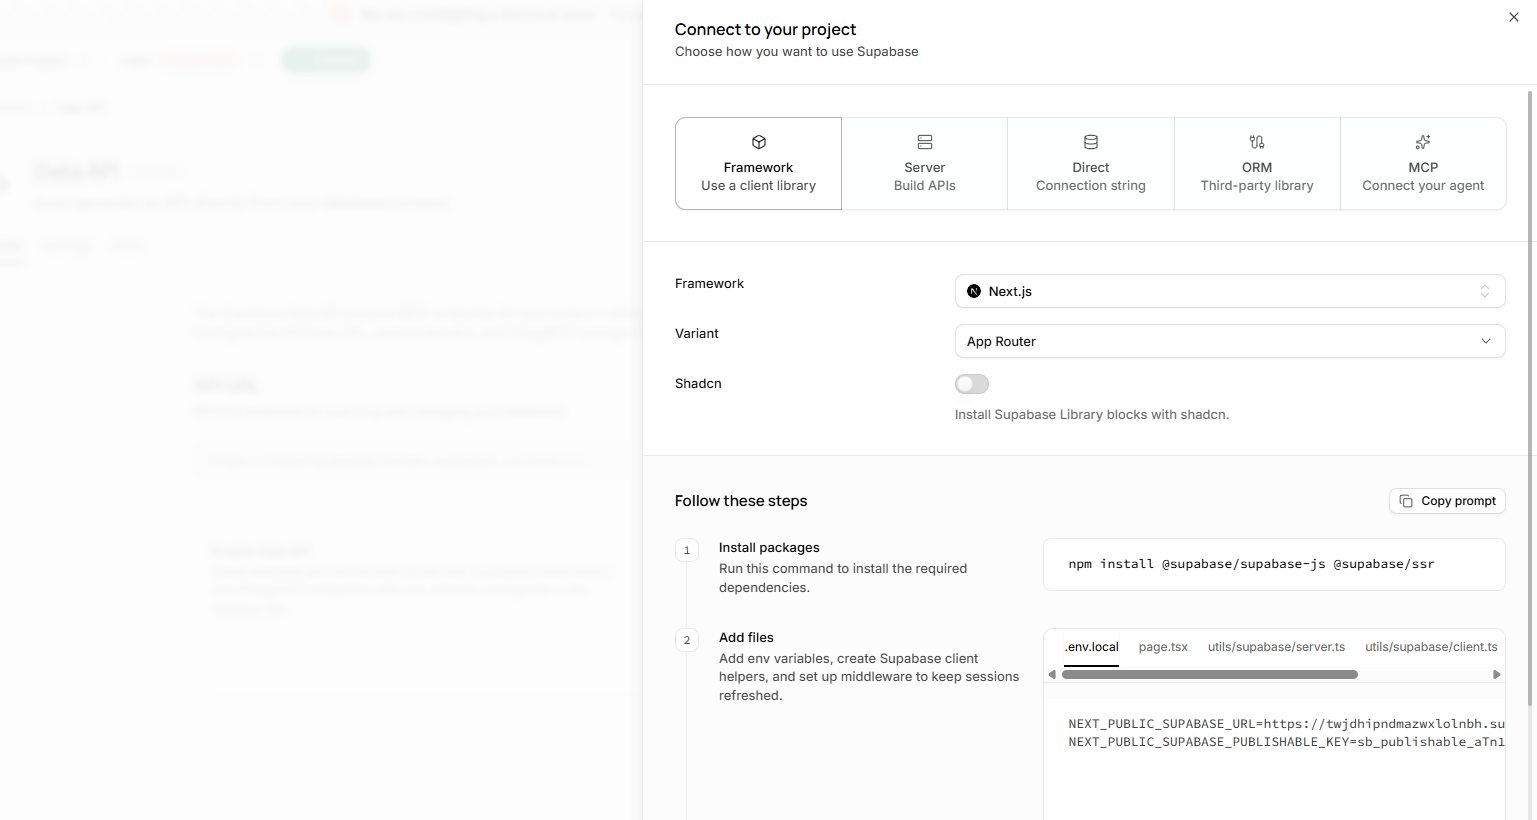 Connect to your project
Choose how you want to use Supabase
Framework
Use a client library
Server
Build APIs
Direct
Connection string
ORM
Third-party library
MCP
Connect your agent
Framework
Next.js
Variant
App Router
Shadcn
Install Supabase Library blocks with shadcn.
Follow these steps
Copy prompt
1
Install packages
Run this command to install the required
dependencies.
npm install @supabase/supabase-js @supabase/ssr
2
Add files
Add env variables, create Supabase client
helpers, and set up middleware to keep sessions
refreshed.
.env.local
page.tsx
utils/supabase/server.ts
utils/supabase/client.ts
NEXT_PUBLIC_SUPABASE_URL=https://twjdhipndmazwxlolnbh.su
NEXT_PUBLIC_SUPABASE_PUBLISHABLE_KEY=sb_publishable_aTn1